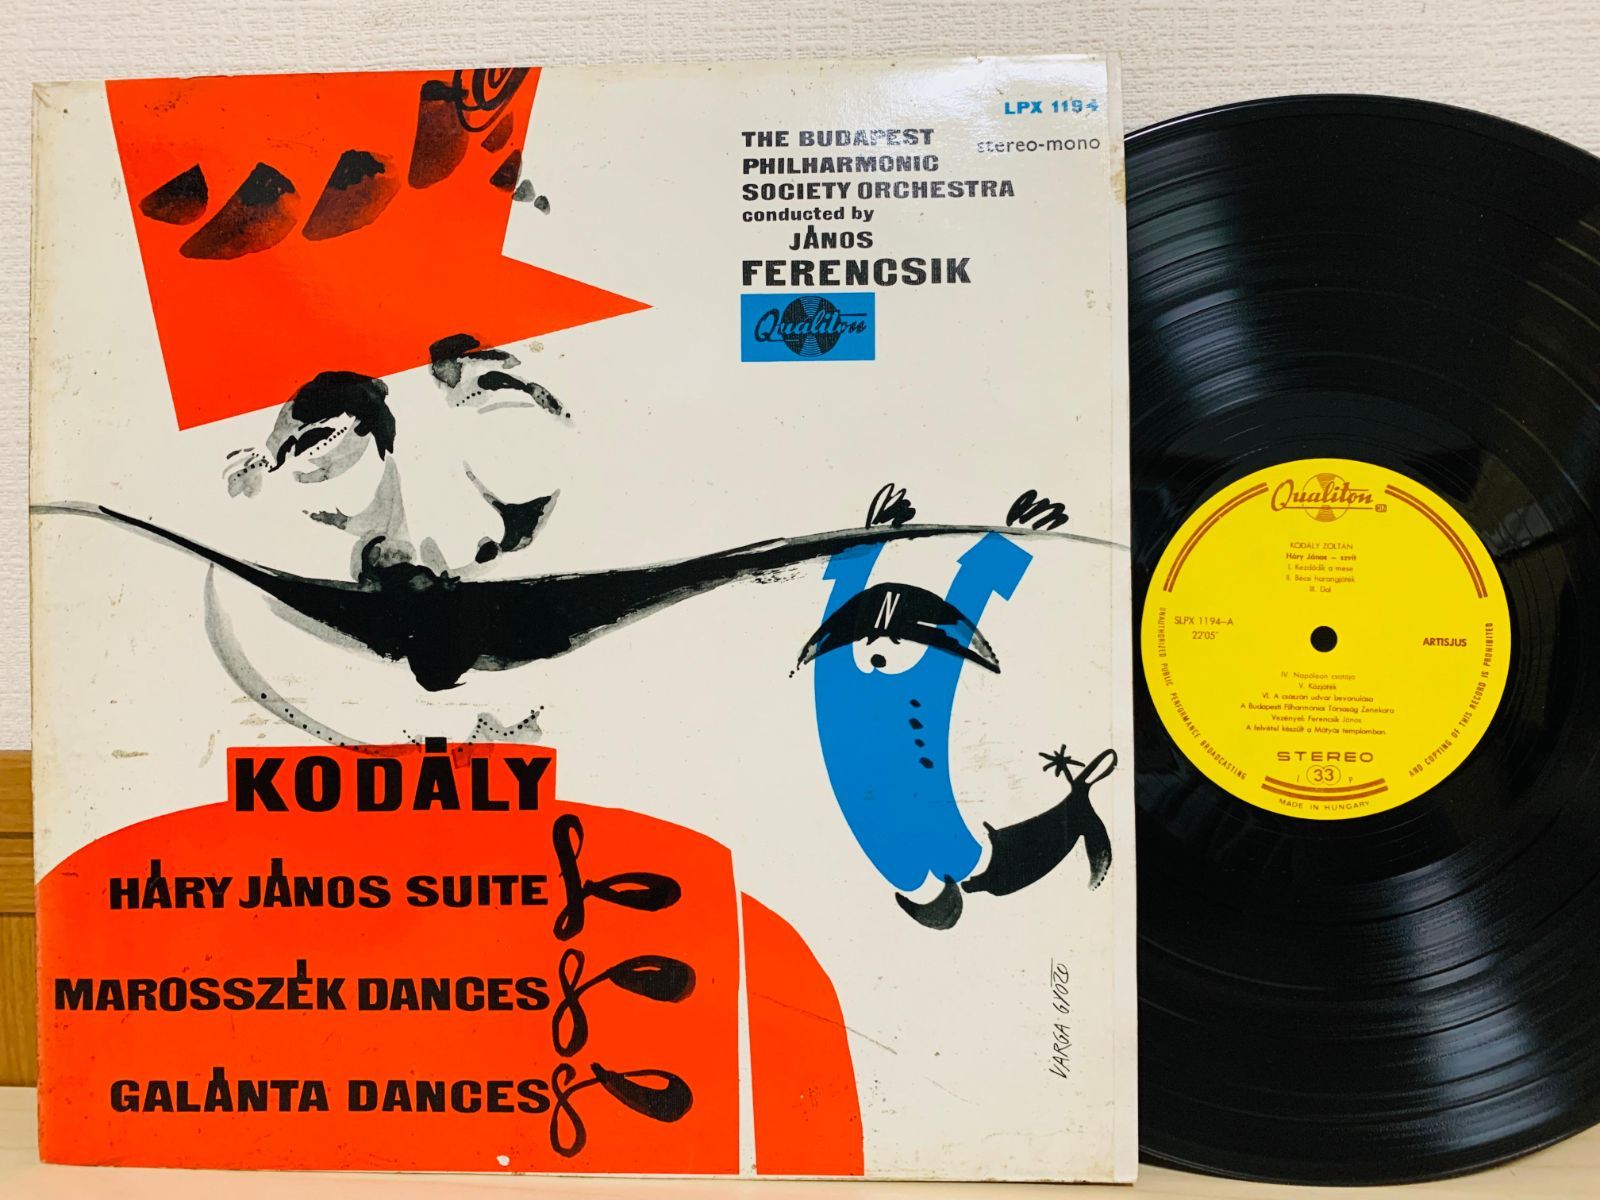 LPX 1194
stereo-mono
THE BUDAPEST
PHILHARMONIC
SOCIETY ORCHESTRA
conducted by
JÁNOS
FERENCSIK
Qualiton
N
KODÁLY
HÁRY JÁNOS SUITE
MAROSSZÉK DANCES
GALÁNTA DANCES
VARGA GYŐZŐ
Qualiton
KODÁLY ZOLTÁN
Háry János – szvit
I. Kezdődik a mese
II. Bécsi harangjáték
III. Dal
SLPX 1194-A
22'05"
ARTISJUS
IV. Napóleon csatája
V. Közjáték
VI. A császári udvar bevonulása
A Budapesti Filharmóniai Társaság Zenekara
Vezényel: Ferencsik János
A felvétel készült a Mátyás templomban.
STEREO
33
MADE IN HUNGARY
UNAUTHORIZED PUBLIC PERFORMANCE BROADCASTING
AND COPYING OF THIS RECORD IS PROHIBITED